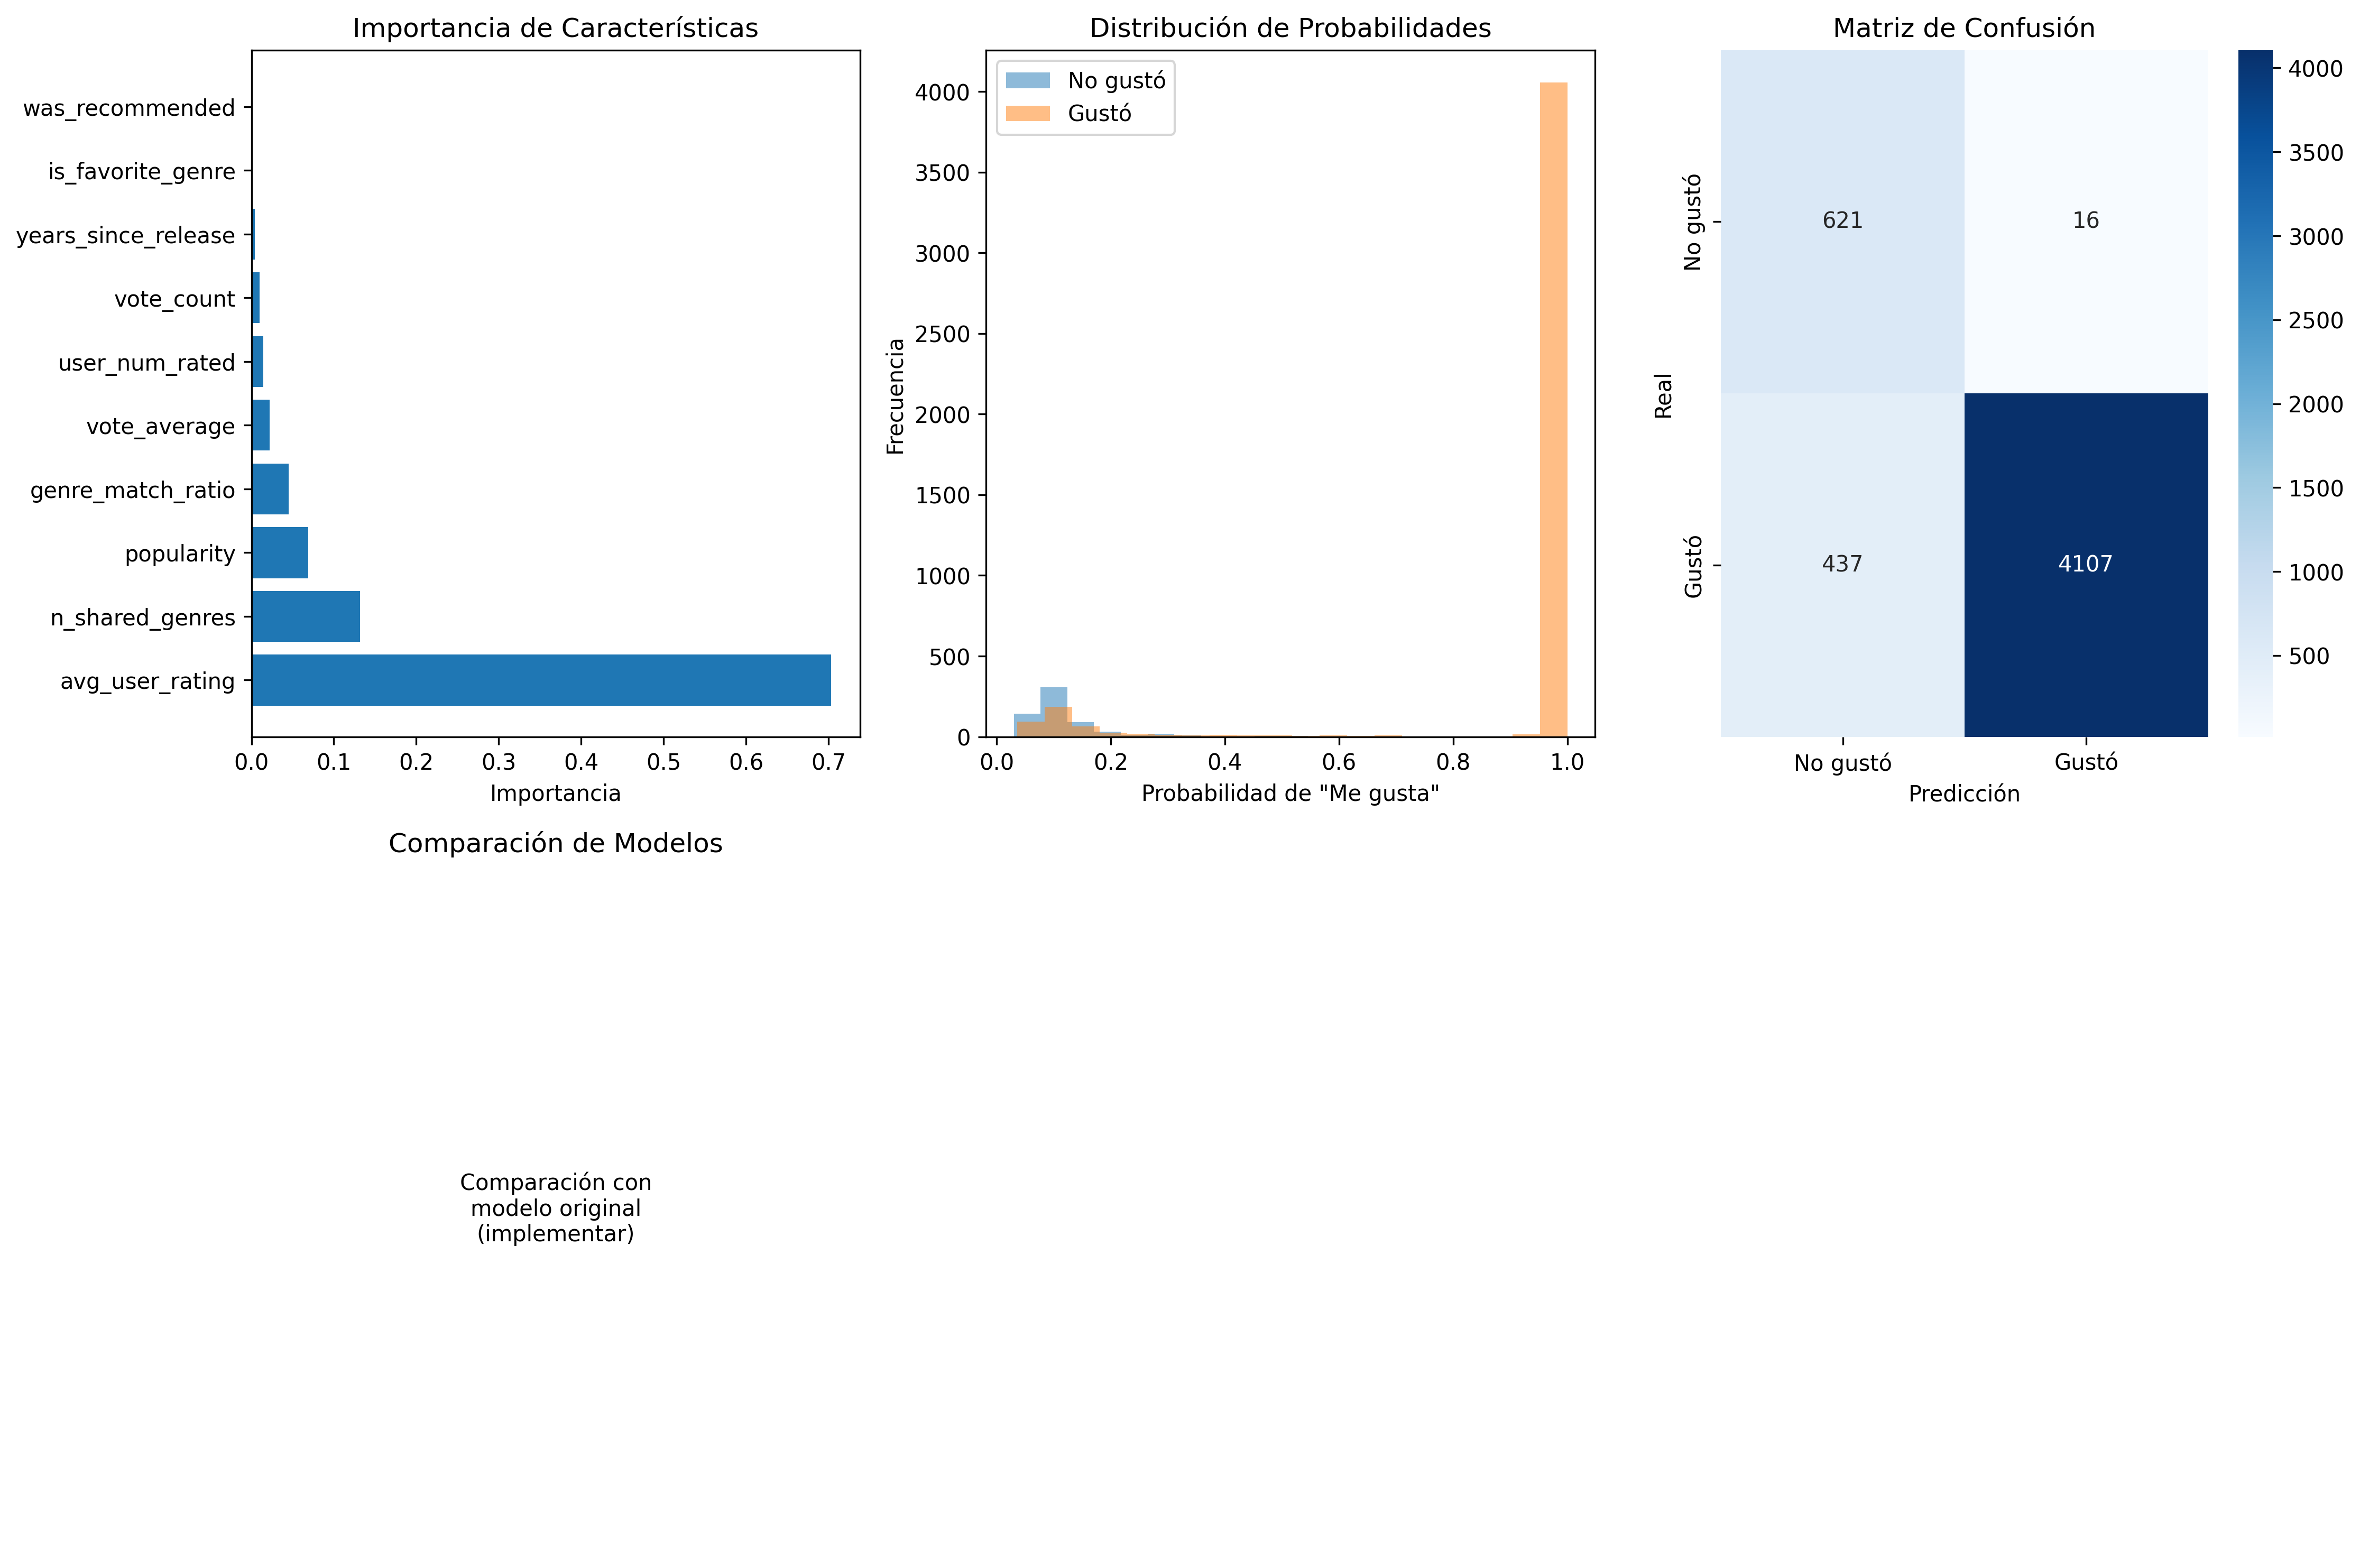 Importancia de Características
was_recommended
is_favorite_genre
years_since_release
vote_count
user_num_rated
vote_average
genre_match_ratio
popularity
n_shared_genres
avg_user_rating
0.0 0.1 0.2 0.3 0.4 0.5 0.6 0.7
Importancia
Distribución de Probabilidades
No gustó
Gustó
Frecuencia
4000
3500
3000
2500
2000
1500
1000
500
0
0.0 0.2 0.4 0.6 0.8 1.0
Probabilidad de "Me gusta"
Matriz de Confusión
Real
No gustó
Gustó
621 16
437 4107
No gustó Gustó
Predicción
4000
3500
3000
2500
2000
1500
1000
500
Comparación de Modelos
Comparación con
modelo original
(implementar)